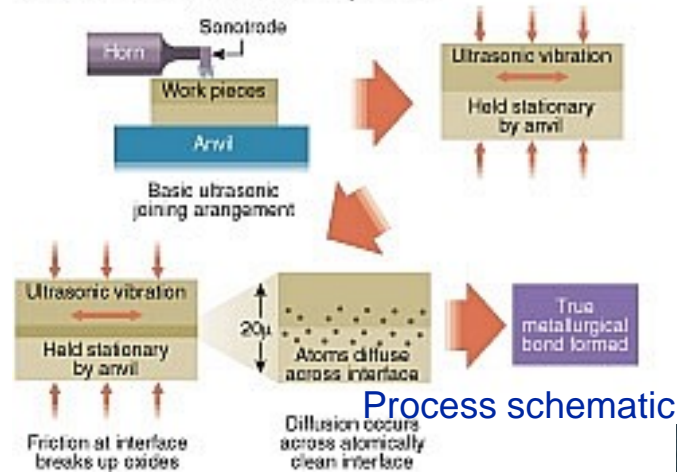 Sonotrode
Horn
Work pieces
Anvil
Basic ultrasonic
joining arangement
Ultrasonic vibration
Held stationary
by anvil
Ultrasonic vibration
Held stationary
by anvil
Friction at interface
breaks up oxides
20µ
Atoms diffuse
across interface
Diffusion occurs
across atomically
clean interface
True
metallurgical
bond formed
Process schematic